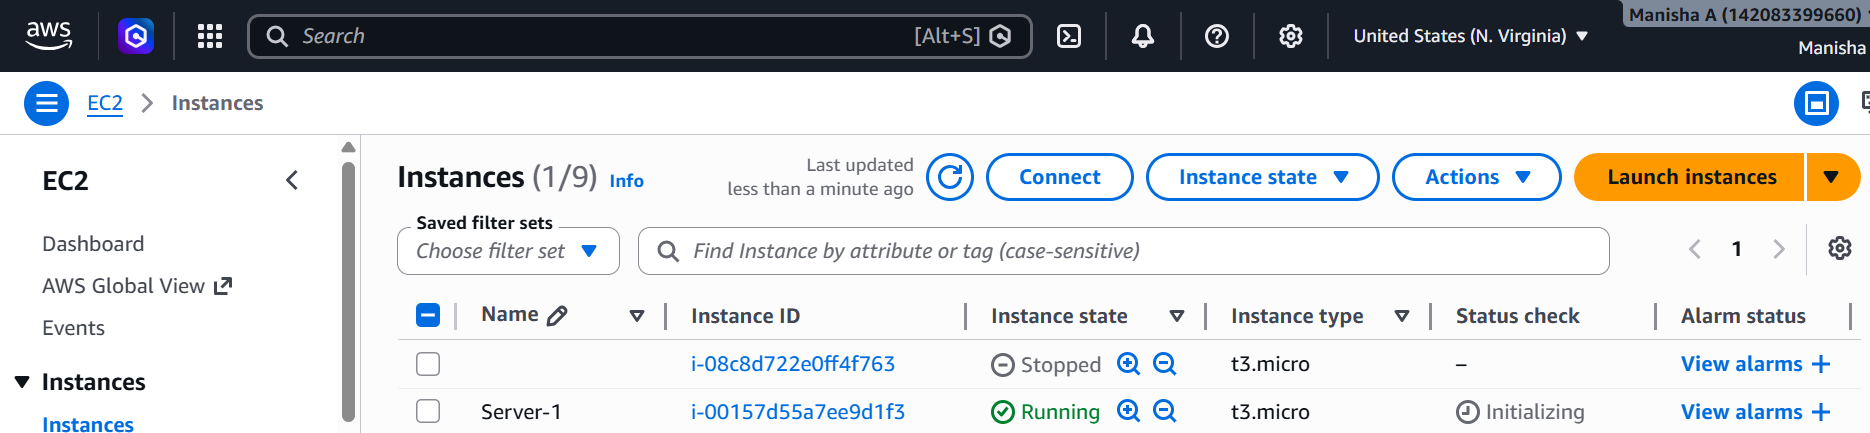 aws
Search [Alt+S]
United States (N. Virginia)
Manisha A (142083399660)
Manisha
EC2 Instances
EC2
Dashboard
AWS Global View
Events
Instances
Instances
Instances (1/9) Info
Last updated
less than a minute ago
Connect
Instance state
Actions
Launch instances
Saved filter sets
Choose filter set
Find Instance by attribute or tag (case-sensitive)
1
Name Instance ID Instance state Instance type Status check Alarm status
i-08c8d722e0ff4f763 Stopped t3.micro – View alarms +
Server-1 i-00157d55a7ee9d1f3 Running t3.micro Initializing View alarms +